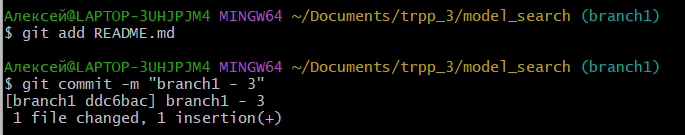 Алексей@LAPTOP-3UHJPJM4 MINGW64 ~/Documents/trpp_3/model_search (branch1)
$ git add README.md
Алексей@LAPTOP-3UHJPJM4 MINGW64 ~/Documents/trpp_3/model_search (branch1)
$ git commit -m "branch1 - 3"
[branch1 ddc6bac] branch1 - 3
 1 file changed, 1 insertion(+)